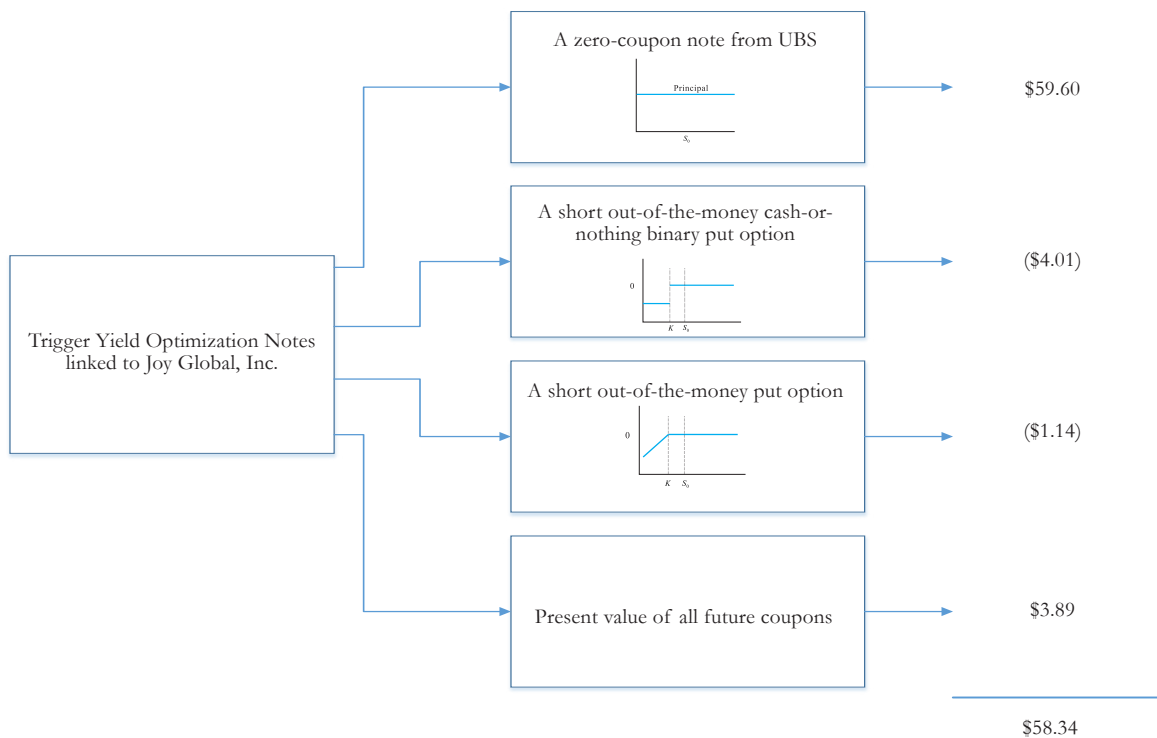 A zero-coupon note from UBS
Principal
S0
$59.60
A short out-of-the-money cash-or-
nothing binary put option
0
K S0
($4.01)
Trigger Yield Optimization Notes
linked to Joy Global, Inc.
A short out-of-the-money put option
0
K S0
($1.14)
Present value of all future coupons
$3.89
$58.34